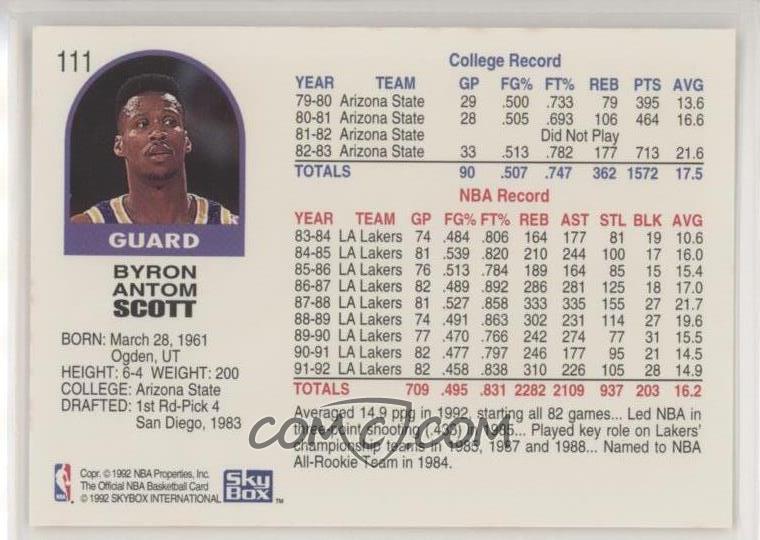 111
GUARD
BYRON
ANTOM
SCOTT
BORN: March 28, 1961
Ogden, UT
HEIGHT: 6-4 WEIGHT: 200
COLLEGE: Arizona State
DRAFTED: 1st Rd-Pick 4
San Diego, 1983
College Record
YEAR TEAM GP FG% FT% REB PTS AVG
79-80 Arizona State 29 .500 .733 79 395 13.6
80-81 Arizona State 28 .505 .693 106 464 16.6
81-82 Arizona State Did Not Play
82-83 Arizona State 33 .513 .782 177 713 21.6
TOTALS 90 .507 .747 362 1572 17.5
NBA Record
YEAR TEAM GP FG% FT% REB AST STL BLK AVG
83-84 LA Lakers 74 .484 .806 164 177 81 19 10.6
84-85 LA Lakers 81 .539 .820 210 244 100 17 16.0
85-86 LA Lakers 76 .513 .784 189 164 85 15 15.4
86-87 LA Lakers 82 .489 .892 286 281 125 18 17.0
87-88 LA Lakers 81 .527 .858 333 335 155 27 21.7
88-89 LA Lakers 74 .491 .863 302 231 114 27 19.6
89-90 LA Lakers 77 .470 .766 242 274 77 31 15.5
90-91 LA Lakers 82 .477 .797 246 177 95 21 14.5
91-92 LA Lakers 82 .458 .838 310 226 105 28 14.9
TOTALS 709 .495 .831 2282 2109 937 203 16.2
Averaged 14.9 ppg in 1992, starting all 82 games... Led NBA in
three-point shooting (.433) in 1985... Played key role on Lakers'
championship teams in 1985, 1987 and 1988... Named to NBA
All-Rookie Team in 1984.
COMC.COM
NBA
Copr. © 1992 NBA Properties, Inc.
The Official NBA Basketball Card
© 1992 SKYBOX INTERNATIONAL
Sky
Box
TM